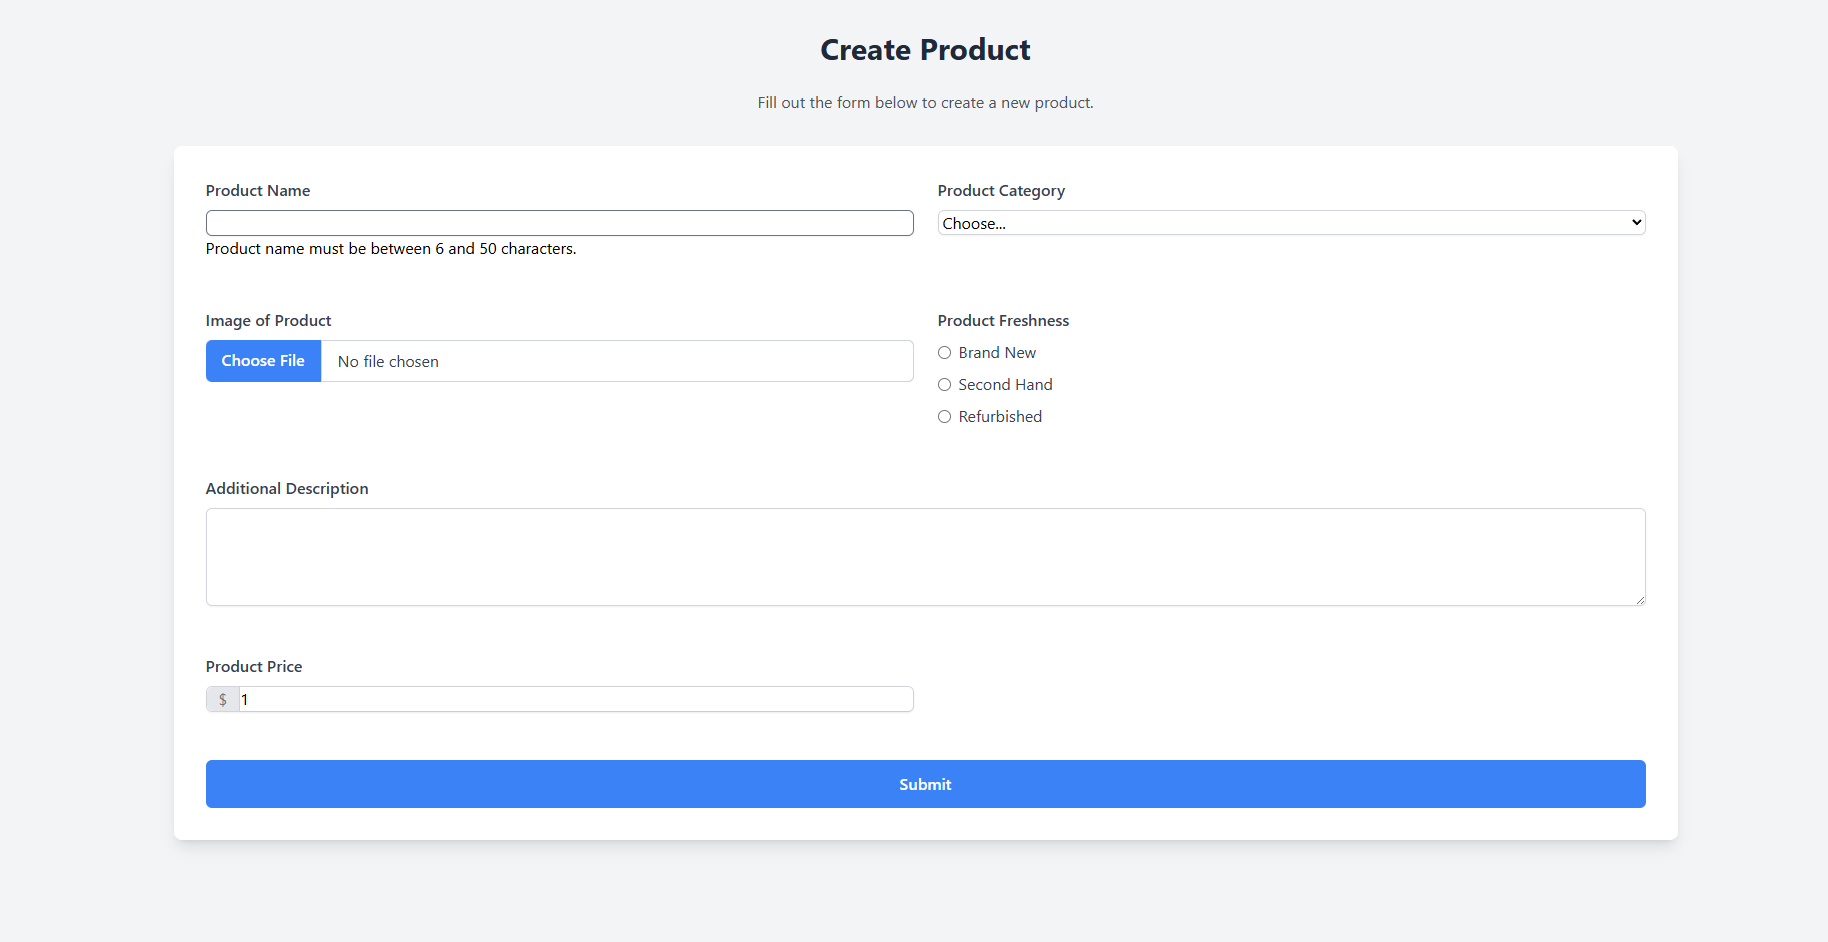 Create Product
Fill out the form below to create a new product.
Product Name
Product Category
Choose...
Product name must be between 6 and 50 characters.
Image of Product
Choose File
No file chosen
Product Freshness
Brand New
Second Hand
Refurbished
Additional Description
Product Price
$ 1
Submit